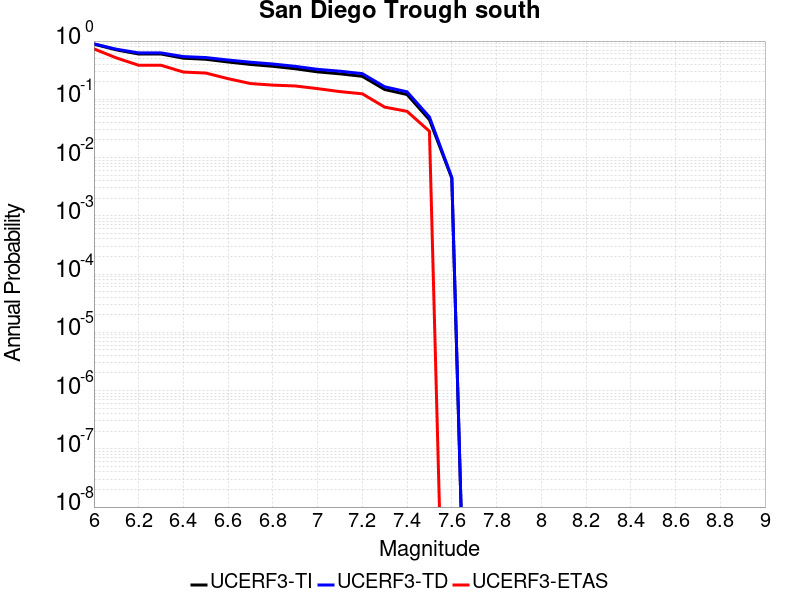 San Diego Trough south
10^0
10^-1
10^-2
10^-3
10^-4
10^-5
10^-6
10^-7
10^-8
Annual Probability
6 6.2 6.4 6.6 6.8 7 7.2 7.4 7.6 7.8 8 8.2 8.4 8.6 8.8 9
Magnitude
UCERF3-TI UCERF3-TD UCERF3-ETAS